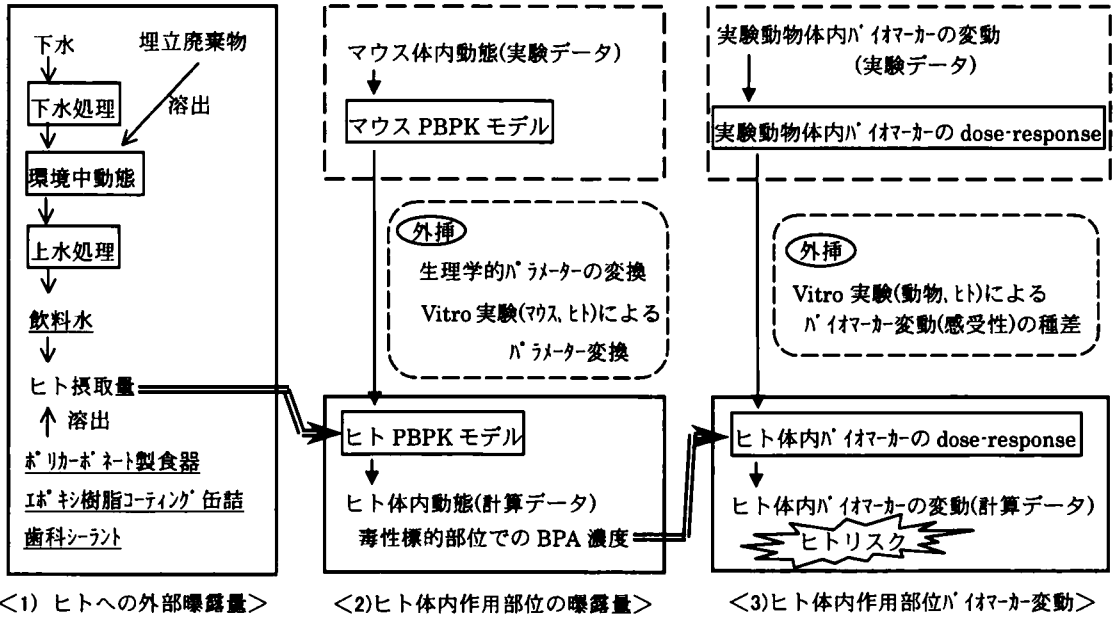 下水
埋立廃棄物
下水処理
溶出
環境中動態
上水処理
飲料水
ヒト摂取量
溶出
ポリカーボネート製食器
エポキシ樹脂コーティング缶詰
歯科シーラント
<1) ヒトへの外部曝露量>
マウス体内動態(実験データ)
マウス PBPK モデル
外挿
生理学的パラメーターの変換
Vitro 実験(マウス、ヒト)による
パラメーター変換
ヒト PBPK モデル
ヒト体内動態(計算データ)
毒性標的部位での BPA 濃度
<2)ヒト体内作用部位の曝露量>
実験動物体内バイオマーカーの変動
(実験データ)
実験動物体内バイオマーカーの dose-response
外挿
Vitro 実験(動物、ヒト)による
バイオマーカー変動(感受性)の種差
ヒト体内バイオマーカーの dose-response
ヒト体内バイオマーカーの変動(計算データ)
ヒトリスク
<3)ヒト体内作用部位バイオマーカー変動>